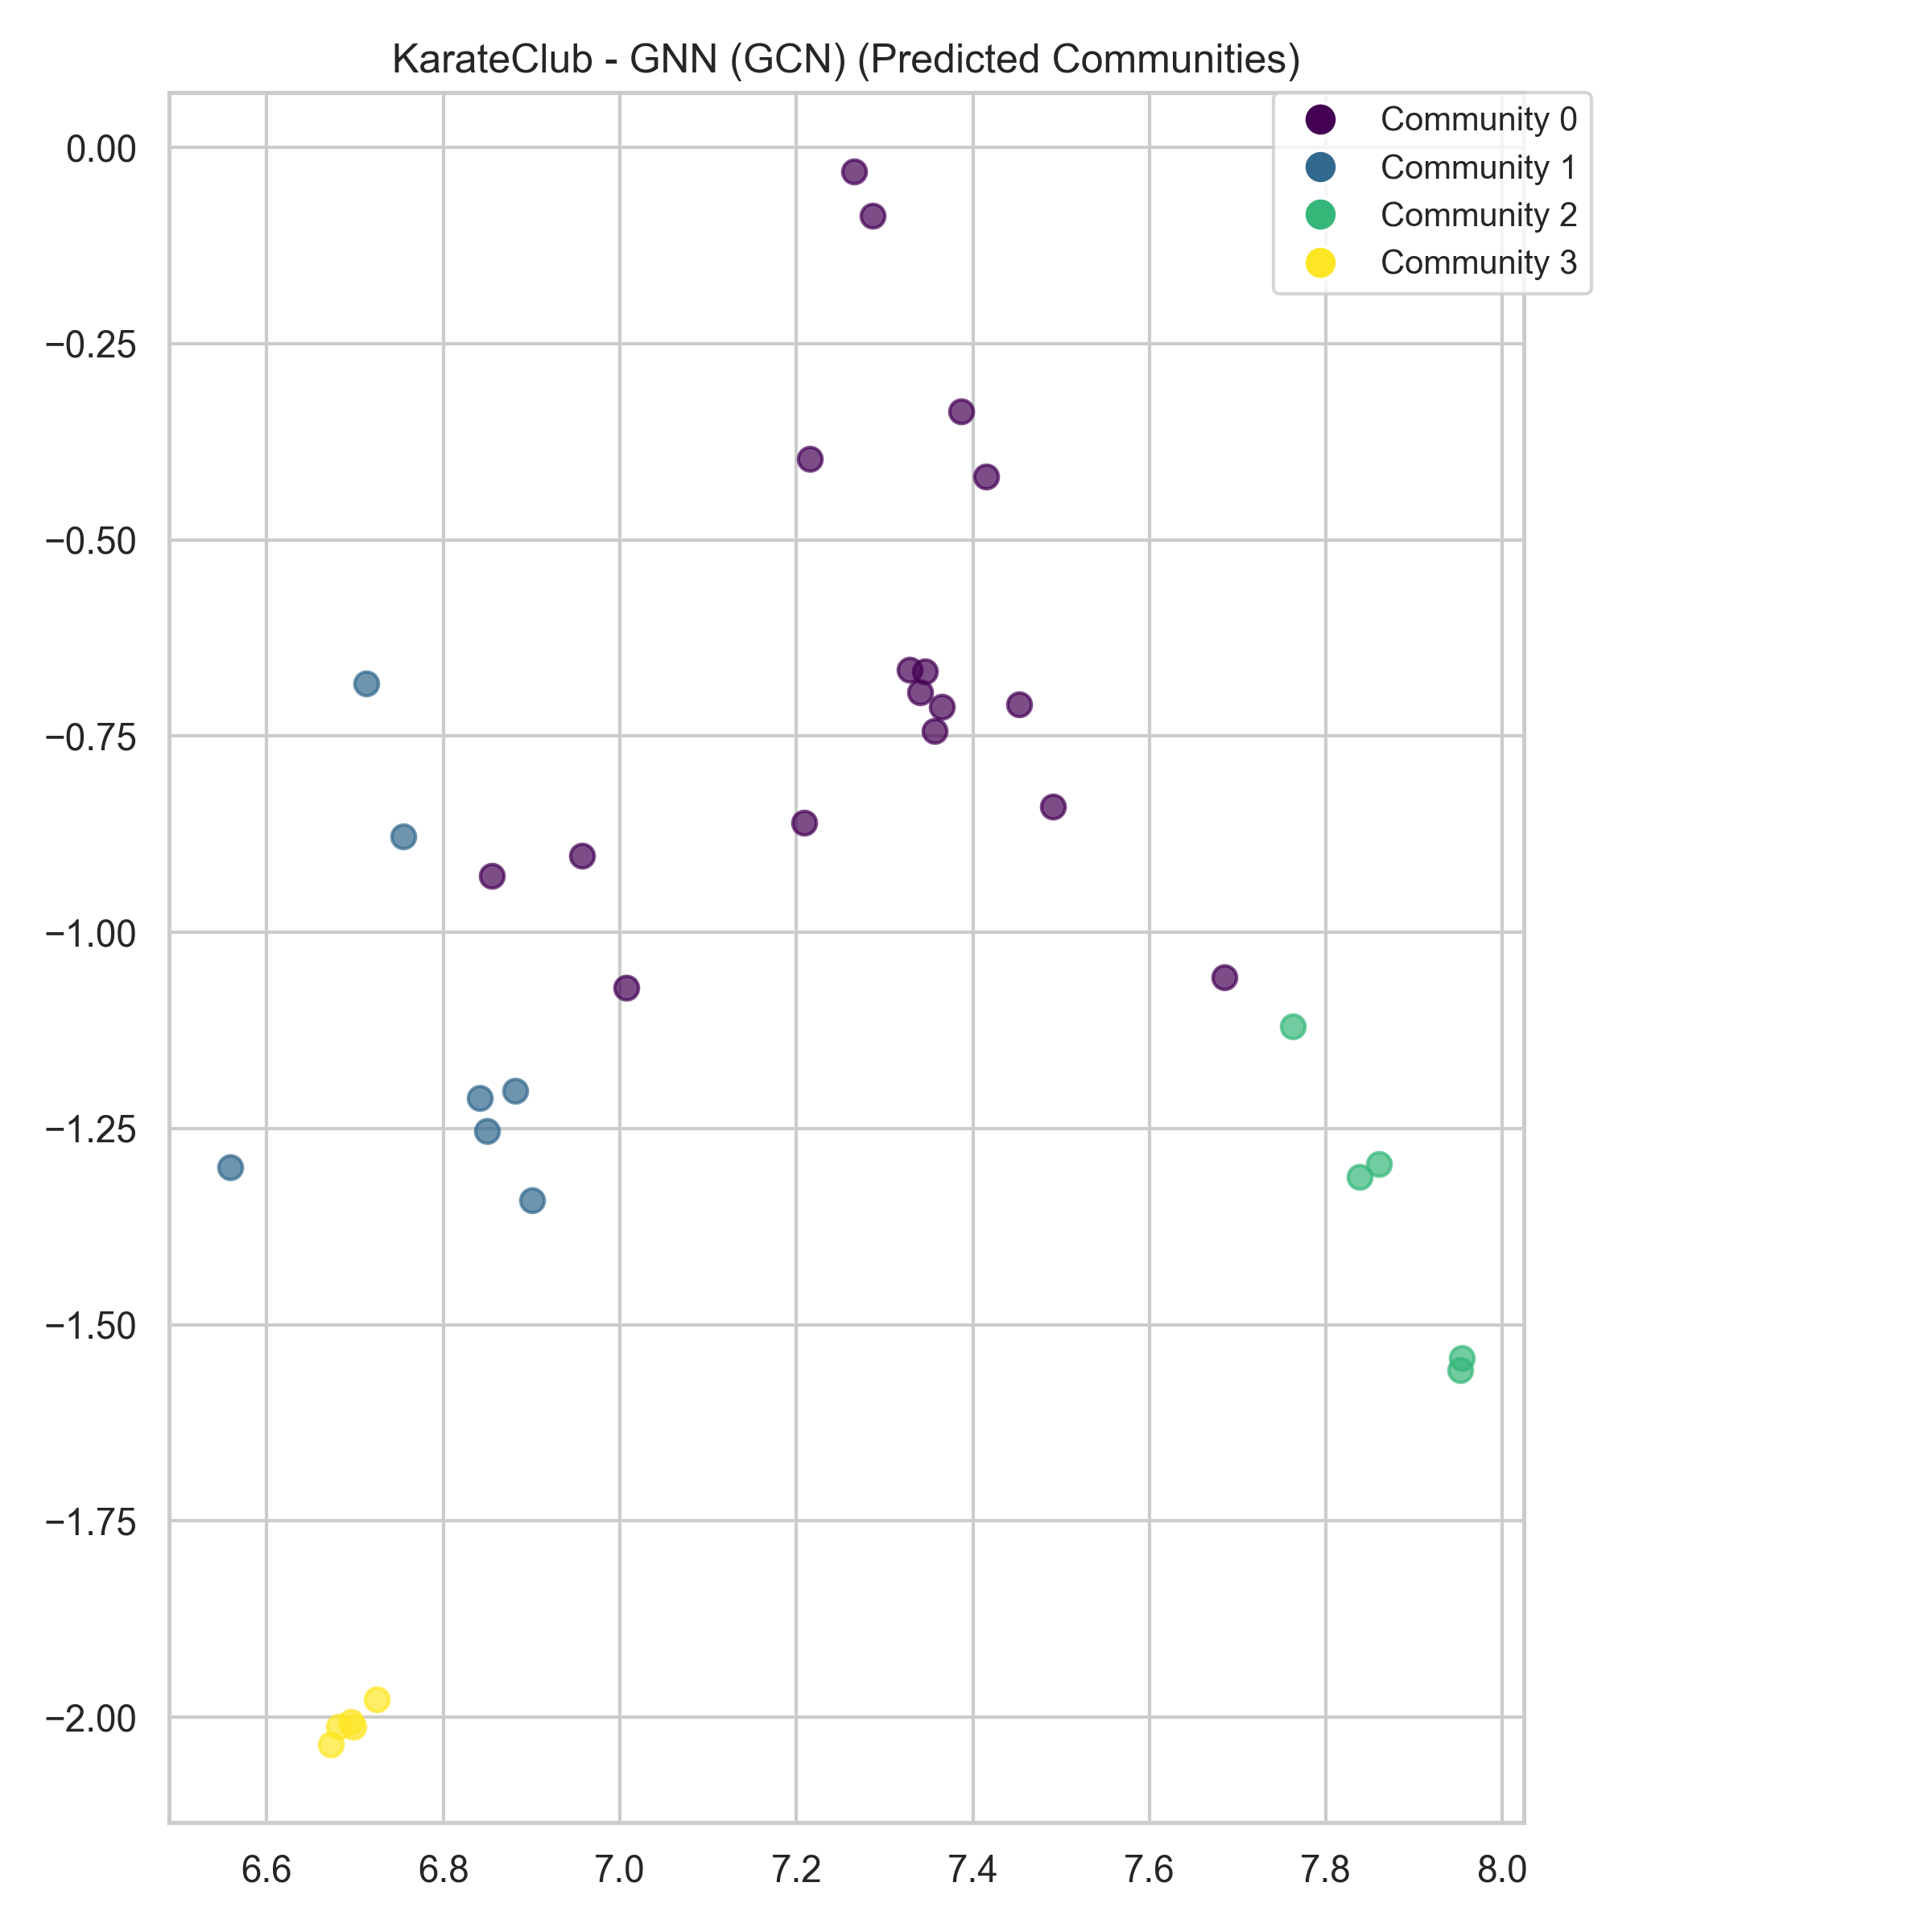 KarateClub - GNN (GCN) (Predicted Communities)
Community 0
Community 1
Community 2
Community 3
0.00
−0.25
−0.50
−0.75
−1.00
−1.25
−1.50
−1.75
−2.00
6.6 6.8 7.0 7.2 7.4 7.6 7.8 8.0